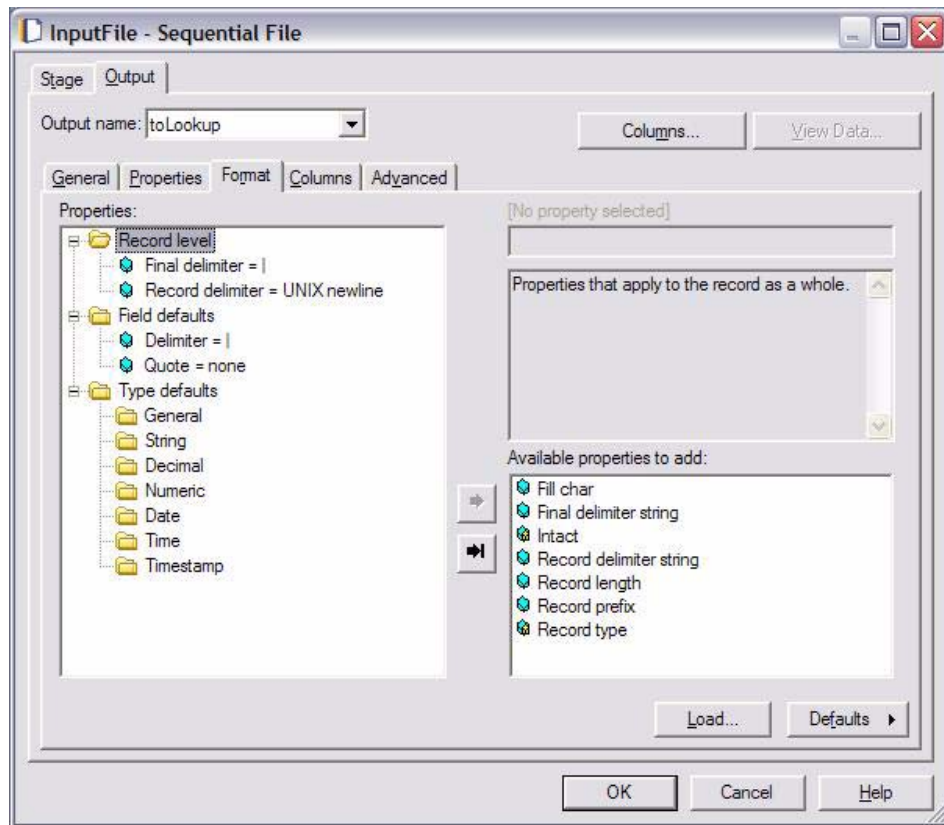 InputFile - Sequential File
Stage
Output
Output name: toLookup
Columns...
View Data...
General
Properties
Format
Columns
Advanced
Properties:
Record level
Final delimiter = |
Record delimiter = UNIX newline
Field defaults
Delimiter = |
Quote = none
Type defaults
General
String
Decimal
Numeric
Date
Time
Timestamp
[No property selected]
Properties that apply to the record as a whole.
Available properties to add:
Fill char
Final delimiter string
Intact
Record delimiter string
Record length
Record prefix
Record type
Load...
Defaults
OK
Cancel
Help